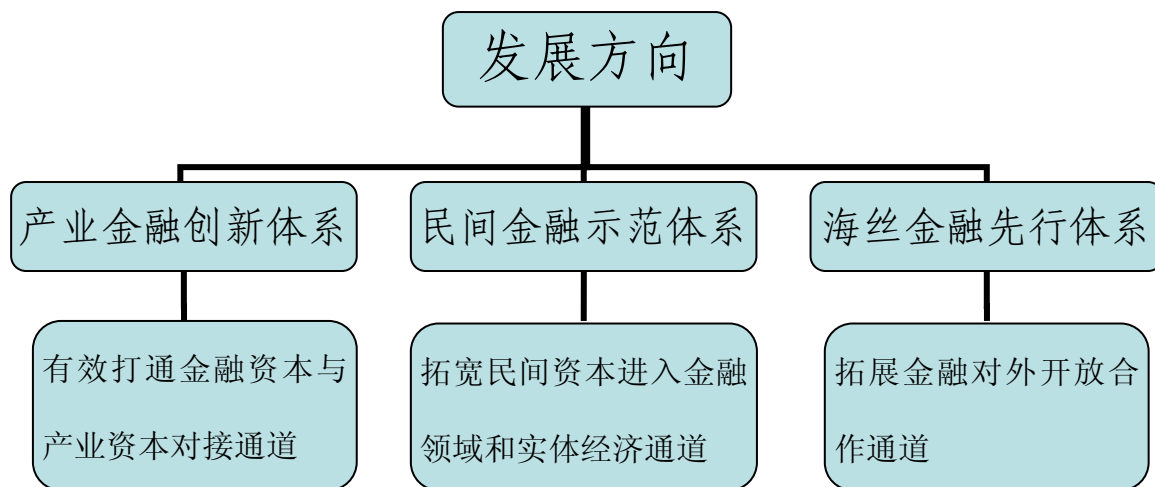 发展方向
产业金融创新体系
民间金融示范体系
海丝金融先行体系
有效打通金融资本与
产业资本对接通道
拓宽民间资本进入金融
领域和实体经济通道
拓展金融对外开放合
作通道